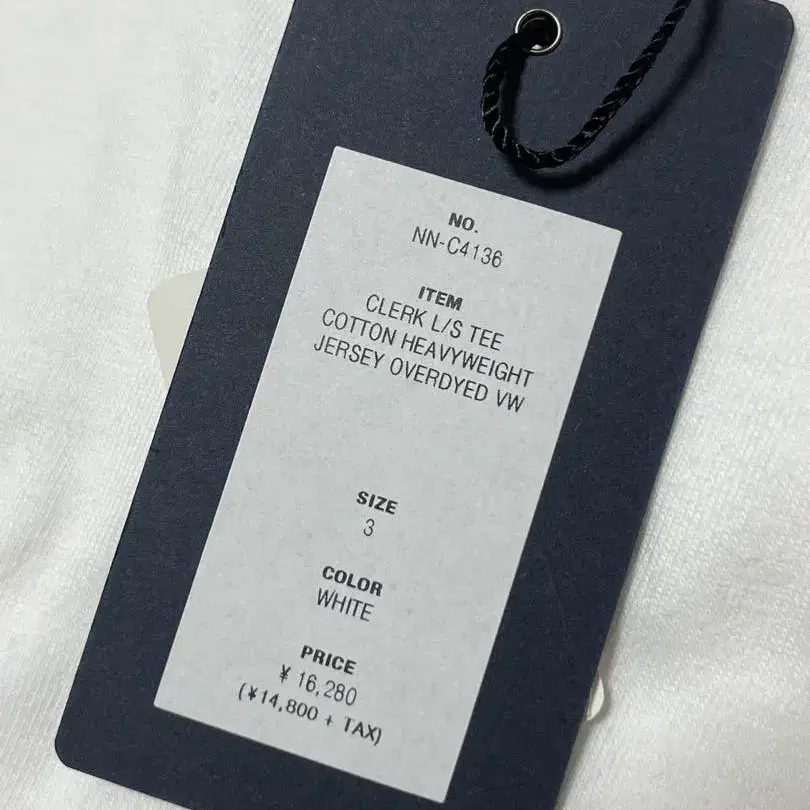 NO.
NN-C4136
ITEM
CLERK L/S TEE
COTTON HEAVYWEIGHT
JERSEY OVERDYED VW
SIZE
3
COLOR
WHITE
PRICE
¥ 16,280
(¥14,800 + TAX)